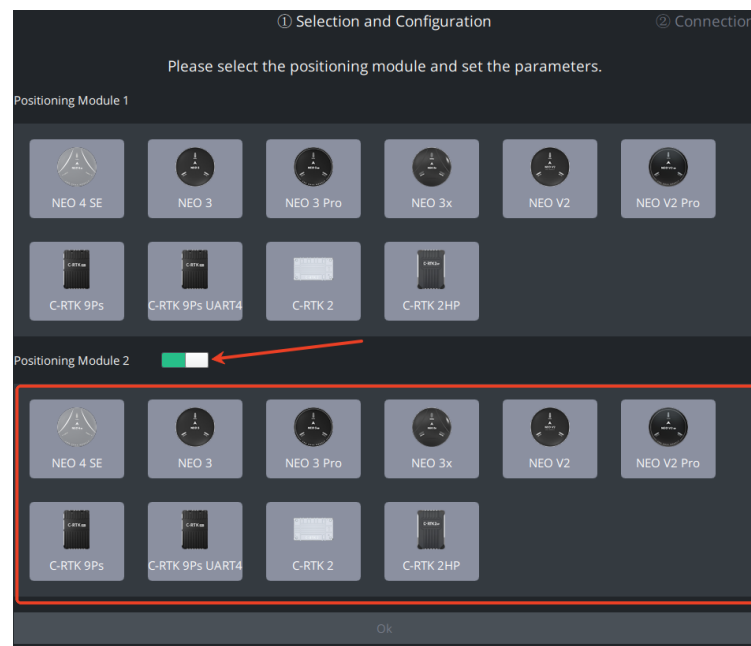 ① Selection and Configuration ② Connection
Please select the positioning module and set the parameters.
Positioning Module 1
NEO 4 SE NEO 3 NEO 3 Pro NEO 3x NEO V2 NEO V2 Pro
C-RTK 9Ps C-RTK 9Ps UART4 C-RTK 2 C-RTK 2HP
Positioning Module 2
NEO 4 SE NEO 3 NEO 3 Pro NEO 3x NEO V2 NEO V2 Pro
C-RTK 9Ps C-RTK 9Ps UART4 C-RTK 2 C-RTK 2HP
Ok